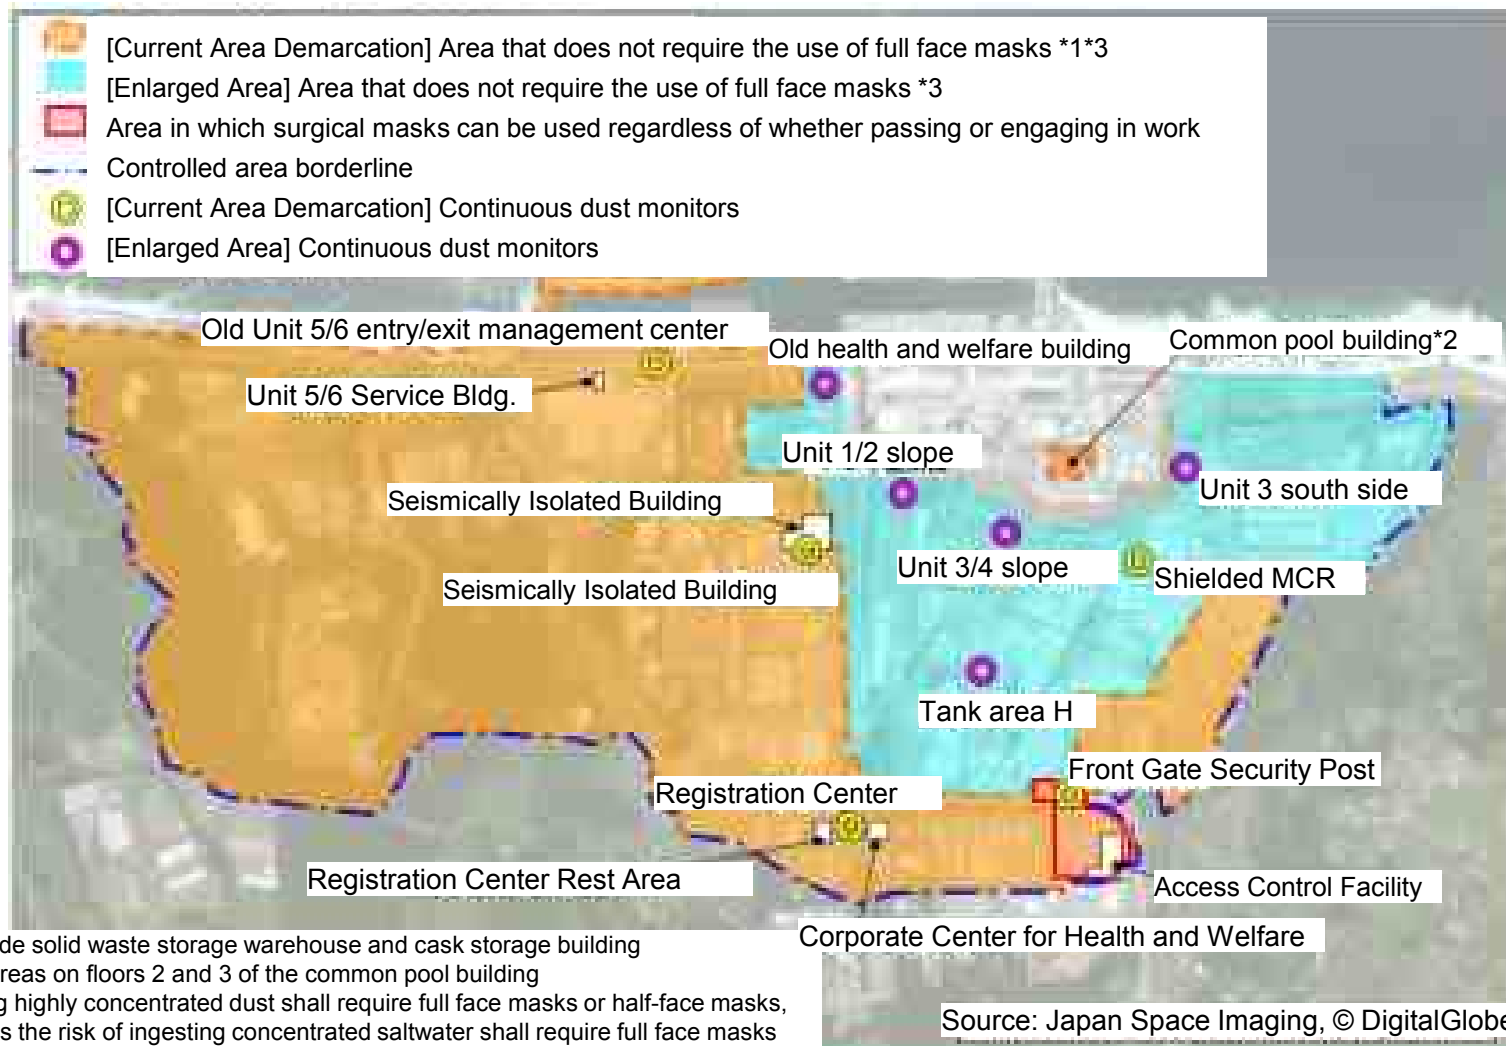 [Current Area Demarcation] Area that does not require the use of full face masks *1*3
[Enlarged Area] Area that does not require the use of full face masks *3
Area in which surgical masks can be used regardless of whether passing or engaging in work
Controlled area borderline
[Current Area Demarcation] Continuous dust monitors
[Enlarged Area] Continuous dust monitors
Old Unit 5/6 entry/exit management center
Old health and welfare building
Common pool building*2
Unit 5/6 Service Bldg.
Unit 1/2 slope
Unit 3 south side
Seismically Isolated Building
Unit 3/4 slope
Shielded MCR
Seismically Isolated Building
Tank area H
Front Gate Security Post
Registration Center
Registration Center Rest Area
Access Control Facility
Corporate Center for Health and Welfare
de solid waste storage warehouse and cask storage building
reas on floors 2 and 3 of the common pool building
g highly concentrated dust shall require full face masks or half-face masks,
s the risk of ingesting concentrated saltwater shall require full face masks
Source: Japan Space Imaging, © DigitalGlobe